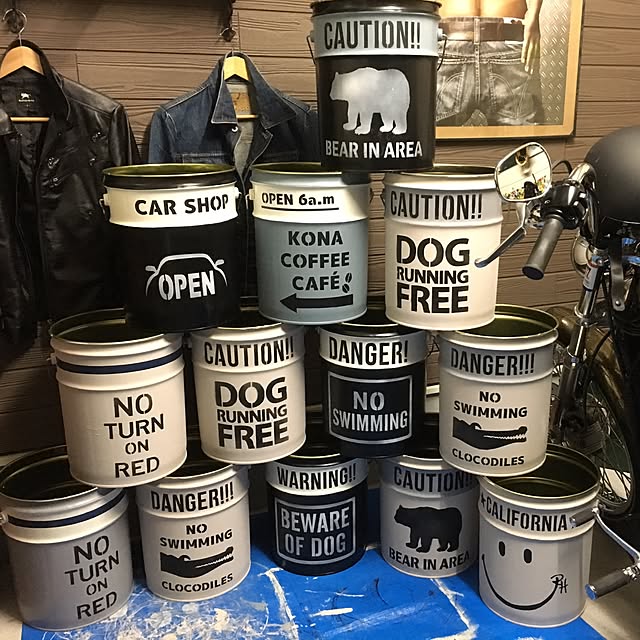 CAUTION!!
BEAR IN AREA
CAR SHOP
OPEN
OPEN 6a.m
KONA
COFFEE
CAFÉ
CAUTION!!
DOG
RUNNING
FREE
NO
TURN
ON
RED
CAUTION!!
DOG
RUNNING
FREE
DANGER!
NO
SWIMMING
DANGER!!!
NO
SWIMMING
CLOCODILES
NO
TURN
ON
RED
DANGER!!!
NO
SWIMMING
CLOCODILES
WARNING!!
BEWARE
OF DOG
CAUTION!!
BEAR IN AREA
CALIFORNIA